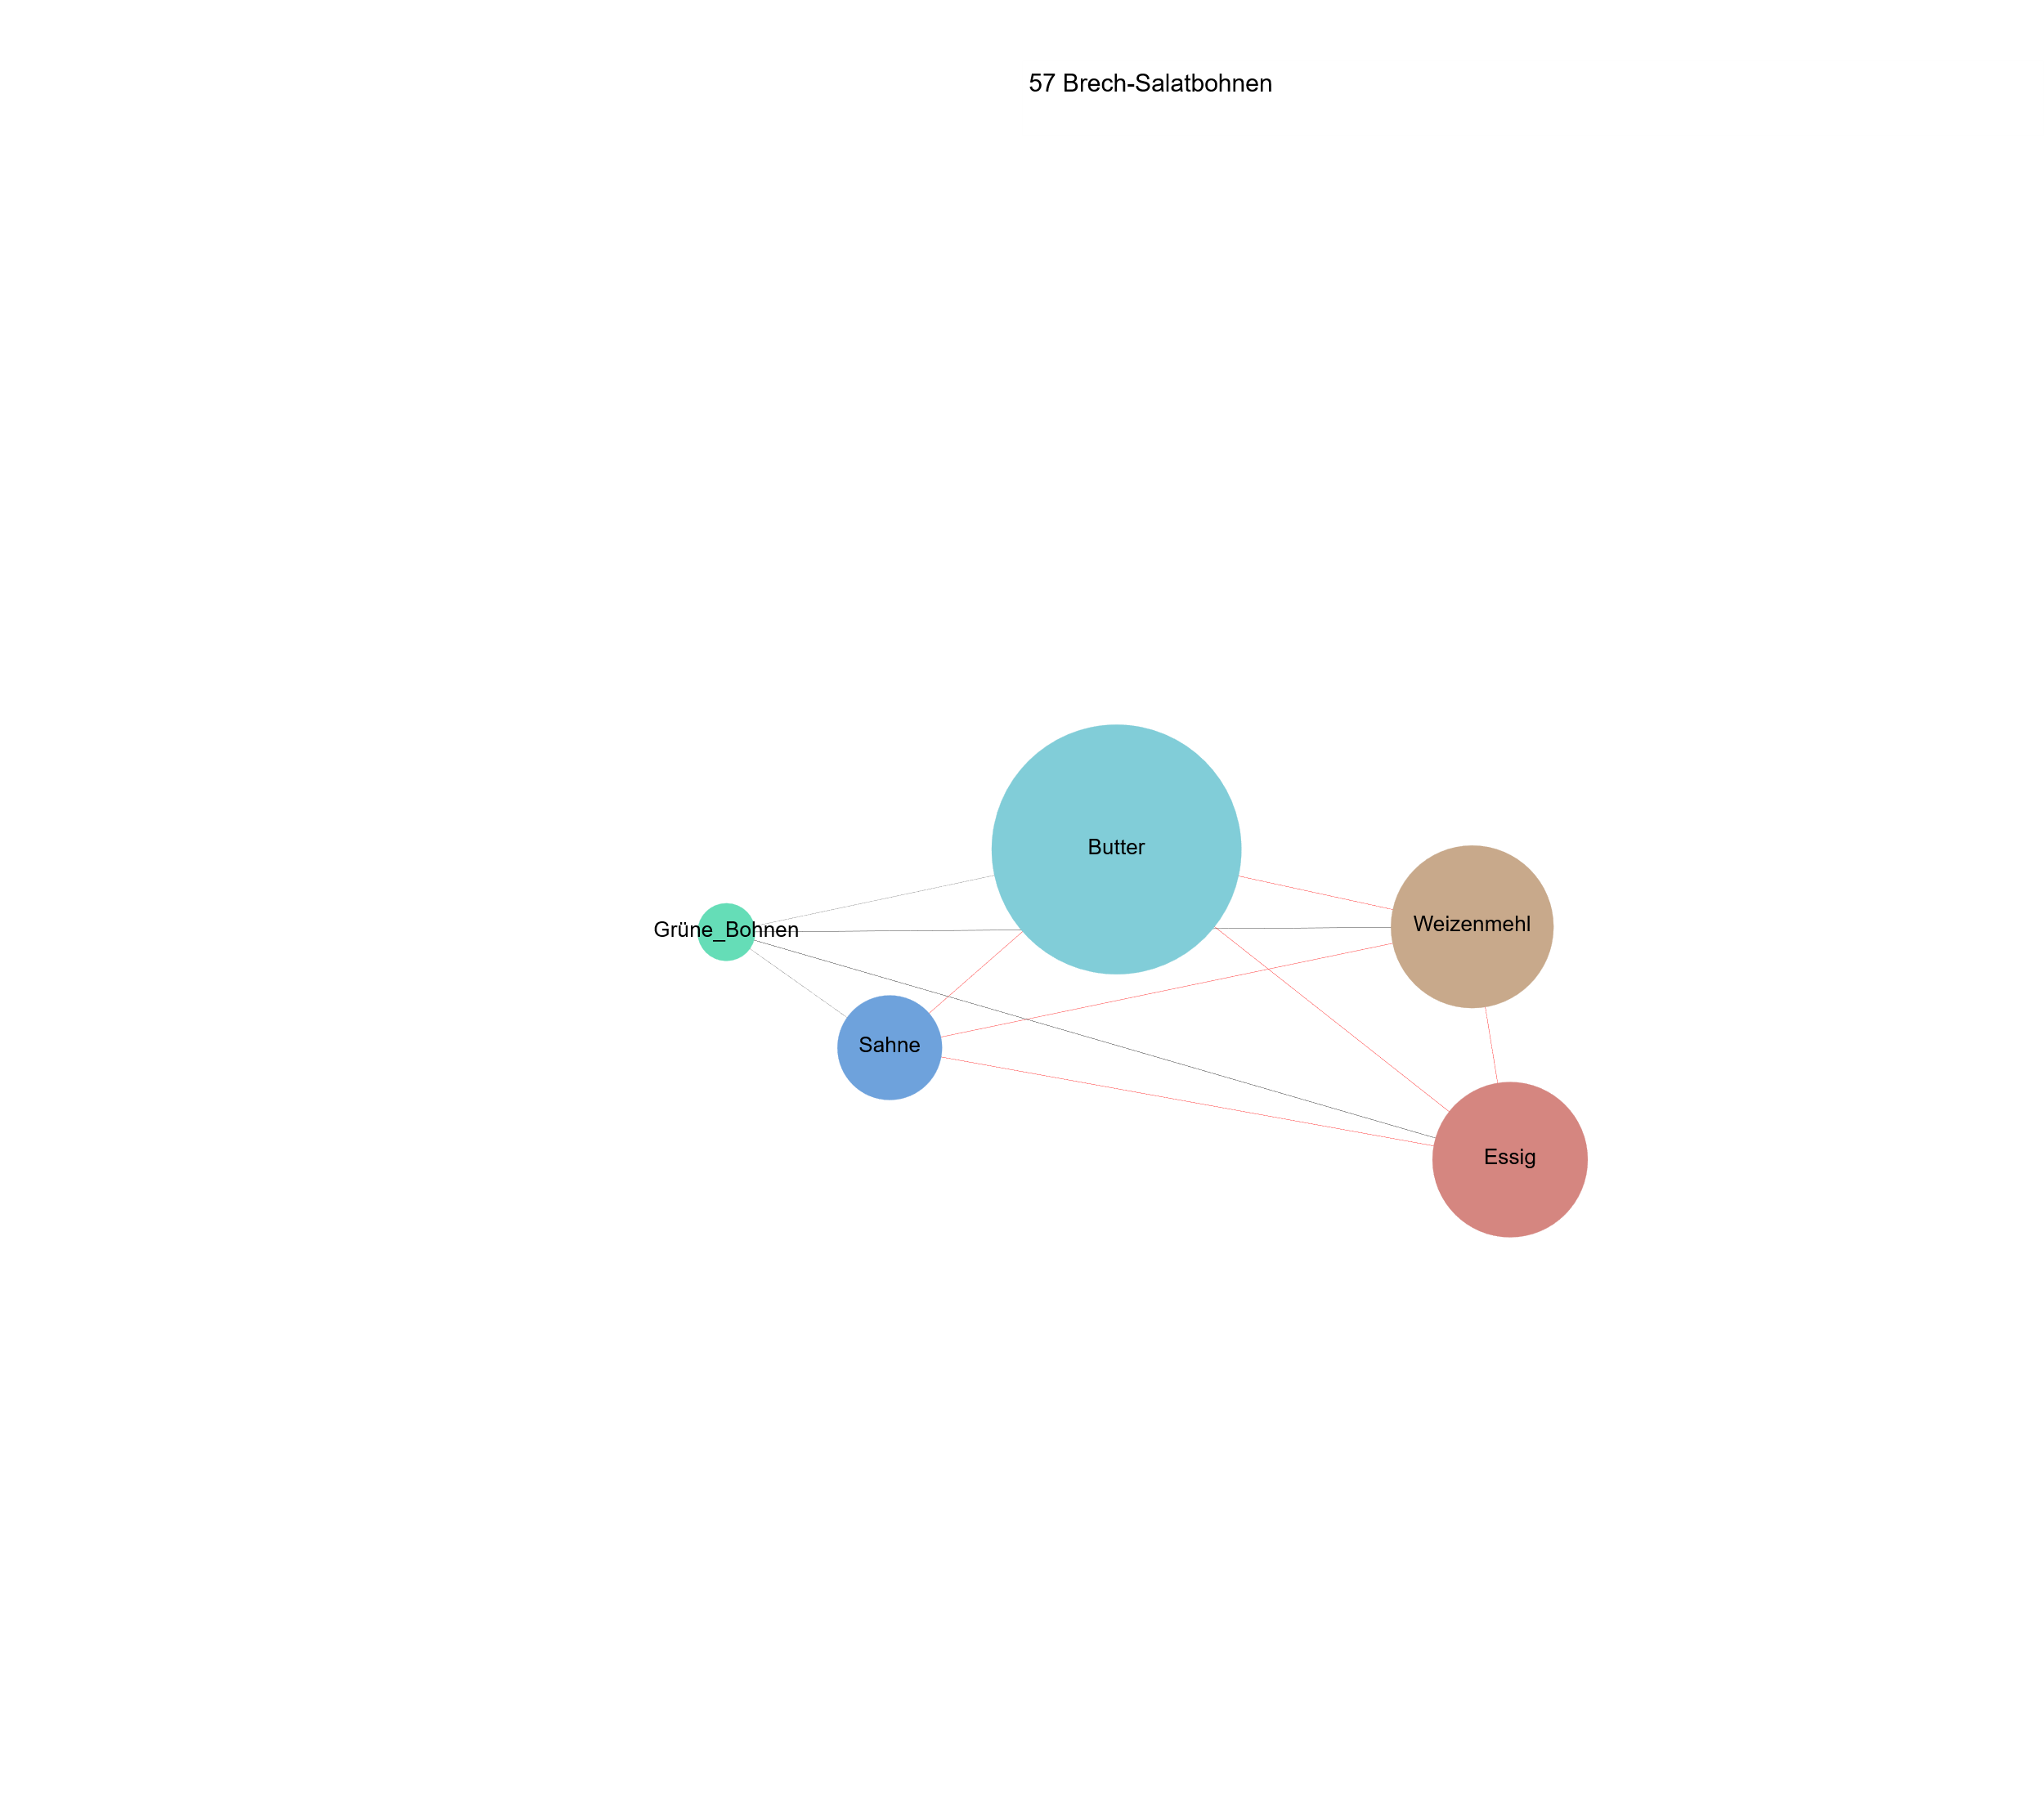 57 Brech-Salatbohnen
Butter
Weizenmehl
Grüne_Bohnen
Sahne
Essig